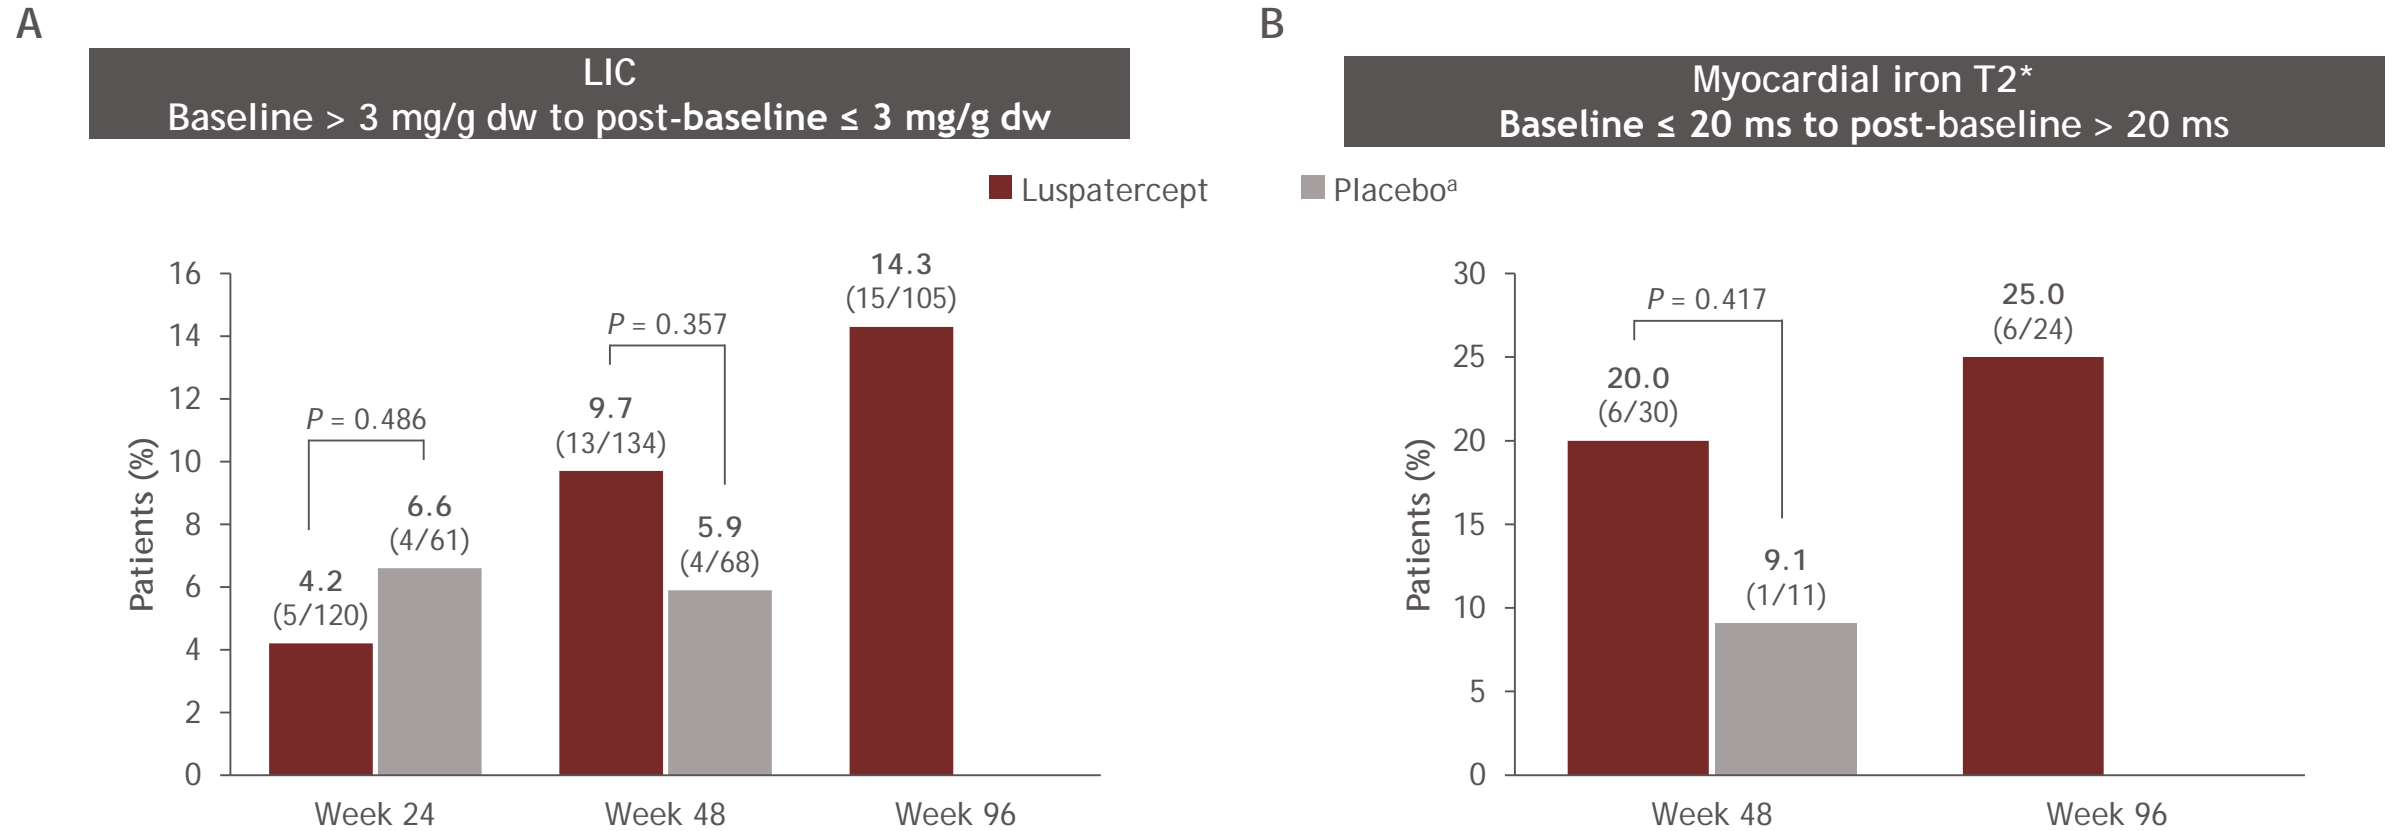 A
LIC
Baseline > 3 mg/g dw to post-baseline ≤ 3 mg/g dw
B
Myocardial iron T2*
Baseline ≤ 20 ms to post-baseline > 20 ms
Luspatercept
Placeboᵃ
Patients (%)
16
14
12
10
8
6
4
2
0
P = 0.486
4.2
(5/120)
6.6
(4/61)
P = 0.357
9.7
(13/134)
5.9
(4/68)
14.3
(15/105)
Week 24
Week 48
Week 96
Patients (%)
30
25
20
15
10
5
0
P = 0.417
20.0
(6/30)
9.1
(1/11)
25.0
(6/24)
Week 48
Week 96